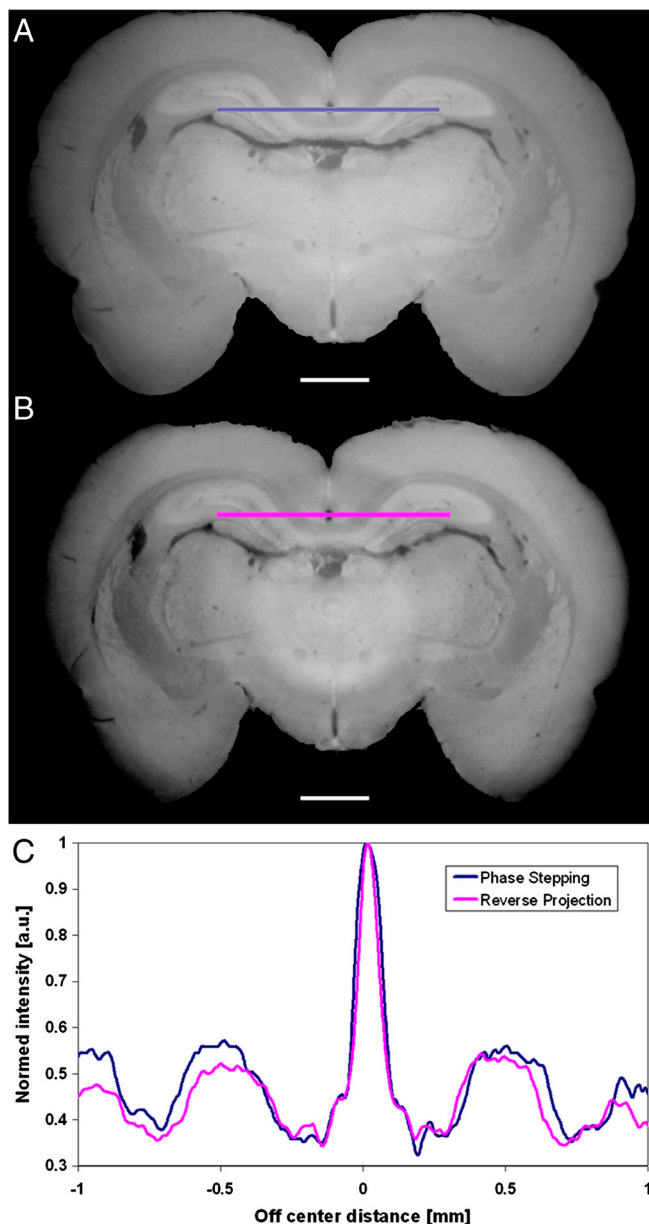 A
B
C
1
0.9
0.8
0.7
0.6
0.5
0.4
0.3
Normed intensity [a.u.]
Phase Stepping
Reverse Projection
-1
-0.5
0
0.5
1
Off center distance [mm]